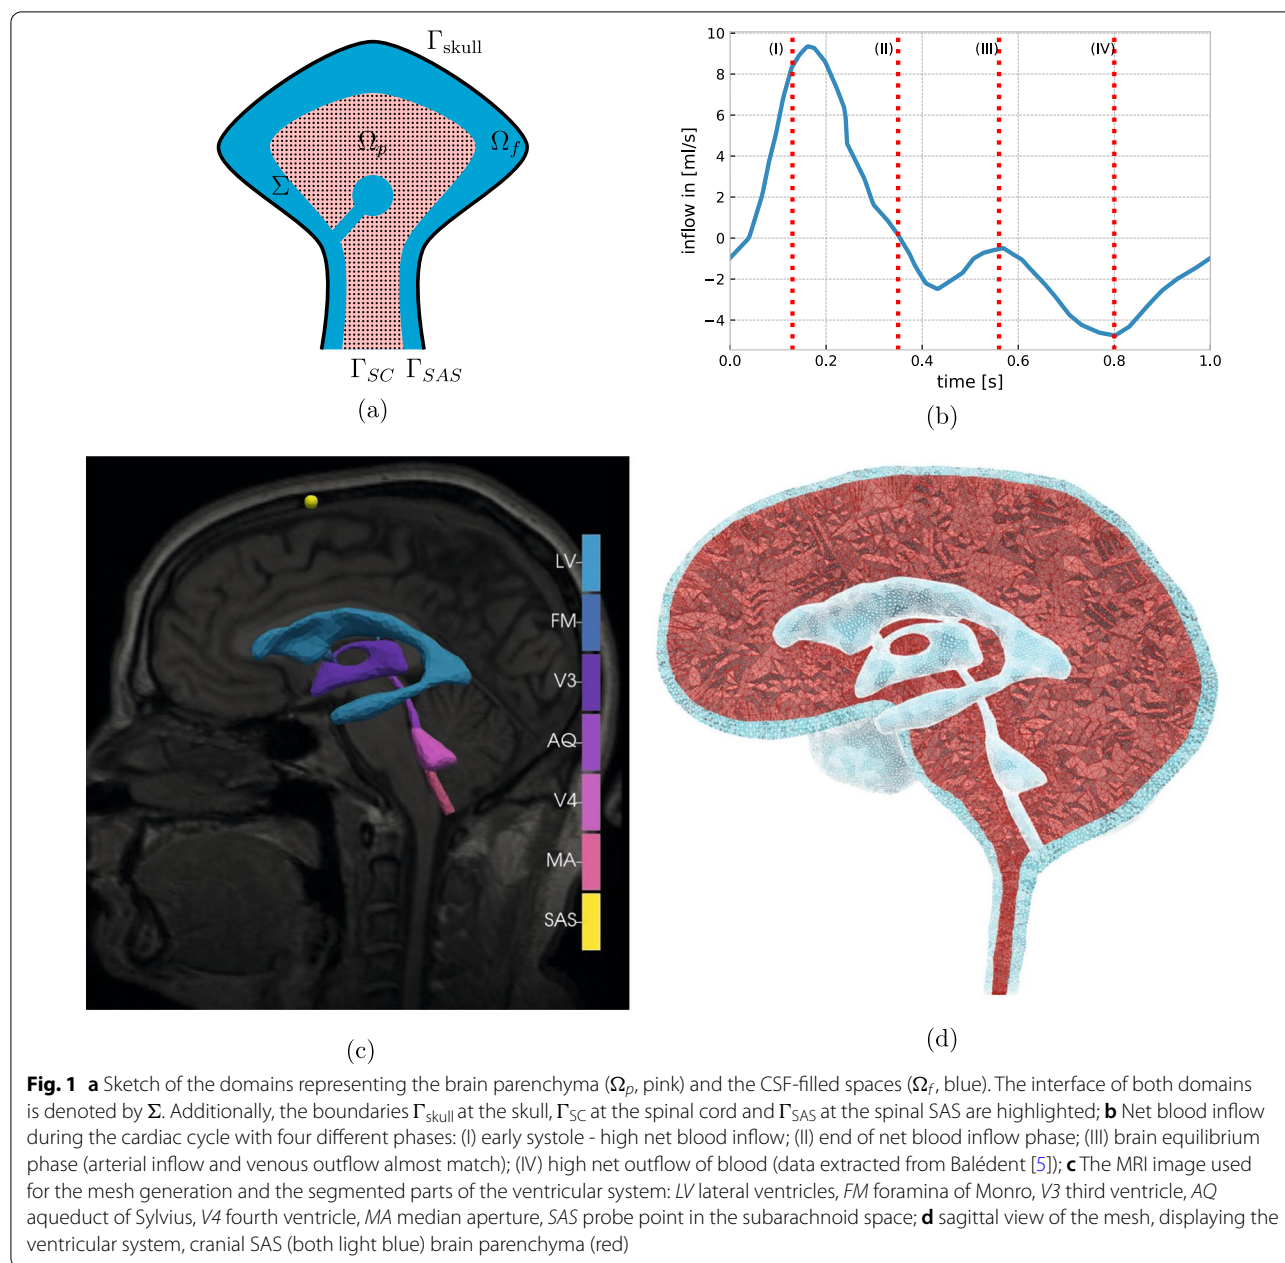 Γskull
Ωp
Ωf
Σ
ΓSC ΓSAS
(a)
inflow in [ml/s]
10
8
6
4
2
0
−2
−4
(I) (II) (III) (IV)
0.0 0.2 0.4 0.6 0.8 1.0
time [s]
(b)
LV
FM
V3
AQ
V4
MA
SAS
(c)
(d)
Fig. 1 a Sketch of the domains representing the brain parenchyma (Ωp, pink) and the CSF-filled spaces (Ωf, blue). The interface of both domains
is denoted by Σ. Additionally, the boundaries Γskull at the skull, ΓSC at the spinal cord and ΓSAS at the spinal SAS are highlighted; b Net blood inflow
during the cardiac cycle with four different phases: (I) early systole - high net blood inflow; (II) end of net blood inflow phase; (III) brain equilibrium
phase (arterial inflow and venous outflow almost match); (IV) high net outflow of blood (data extracted from Balédent [5]); c The MRI image used
for the mesh generation and the segmented parts of the ventricular system: LV lateral ventricles, FM foramina of Monro, V3 third ventricle, AQ
aqueduct of Sylvius, V4 fourth ventricle, MA median aperture, SAS probe point in the subarachnoid space; d sagittal view of the mesh, displaying the
ventricular system, cranial SAS (both light blue) brain parenchyma (red)